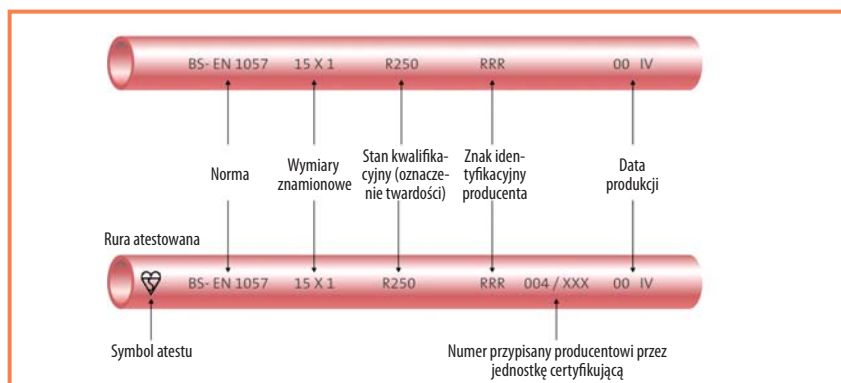 BS- EN 1057 15 X 1 R250 RRR 00 IV
Norma
Wymiary
znamionowe
Stan kwalifika-
cyjny (oznacze-
nie twardości)
Znak iden-
tyfikacyjny
producenta
Data
produkcji
Rura atestowana
BS- EN 1057 15 X 1 R250 RRR 004 / XXX 00 IV
Symbol atestu
Numer przypisany producentowi przez
jednostkę certyfikującą